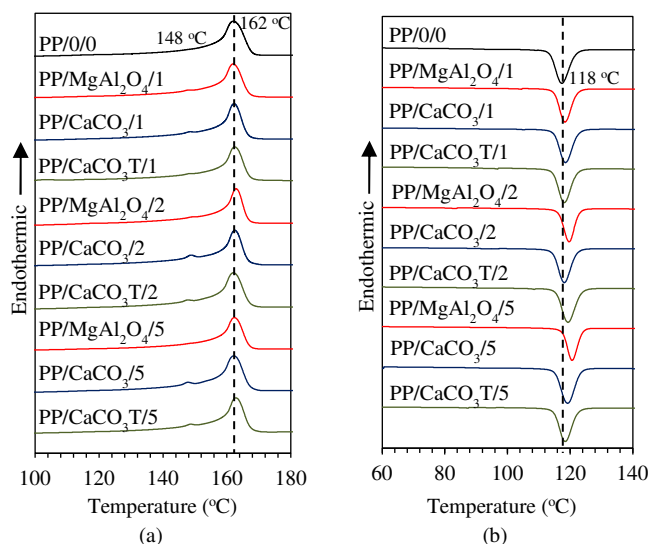 PP/0/0
148 °C
162 °C
PP/MgAl₂O₄/1
PP/CaCO₃/1
PP/CaCO₃T/1
PP/MgAl₂O₄/2
PP/CaCO₃/2
PP/CaCO₃T/2
PP/MgAl₂O₄/5
PP/CaCO₃/5
PP/CaCO₃T/5
Endothermic
100 120 140 160 180
Temperature (°C)
(a)
PP/0/0
118 °C
PP/MgAl₂O₄/1
PP/CaCO₃/1
PP/CaCO₃T/1
PP/MgAl₂O₄/2
PP/CaCO₃/2
PP/CaCO₃T/2
PP/MgAl₂O₄/5
PP/CaCO₃/5
PP/CaCO₃T/5
Endothermic
60 80 100 120 140
Temperature (°C)
(b)